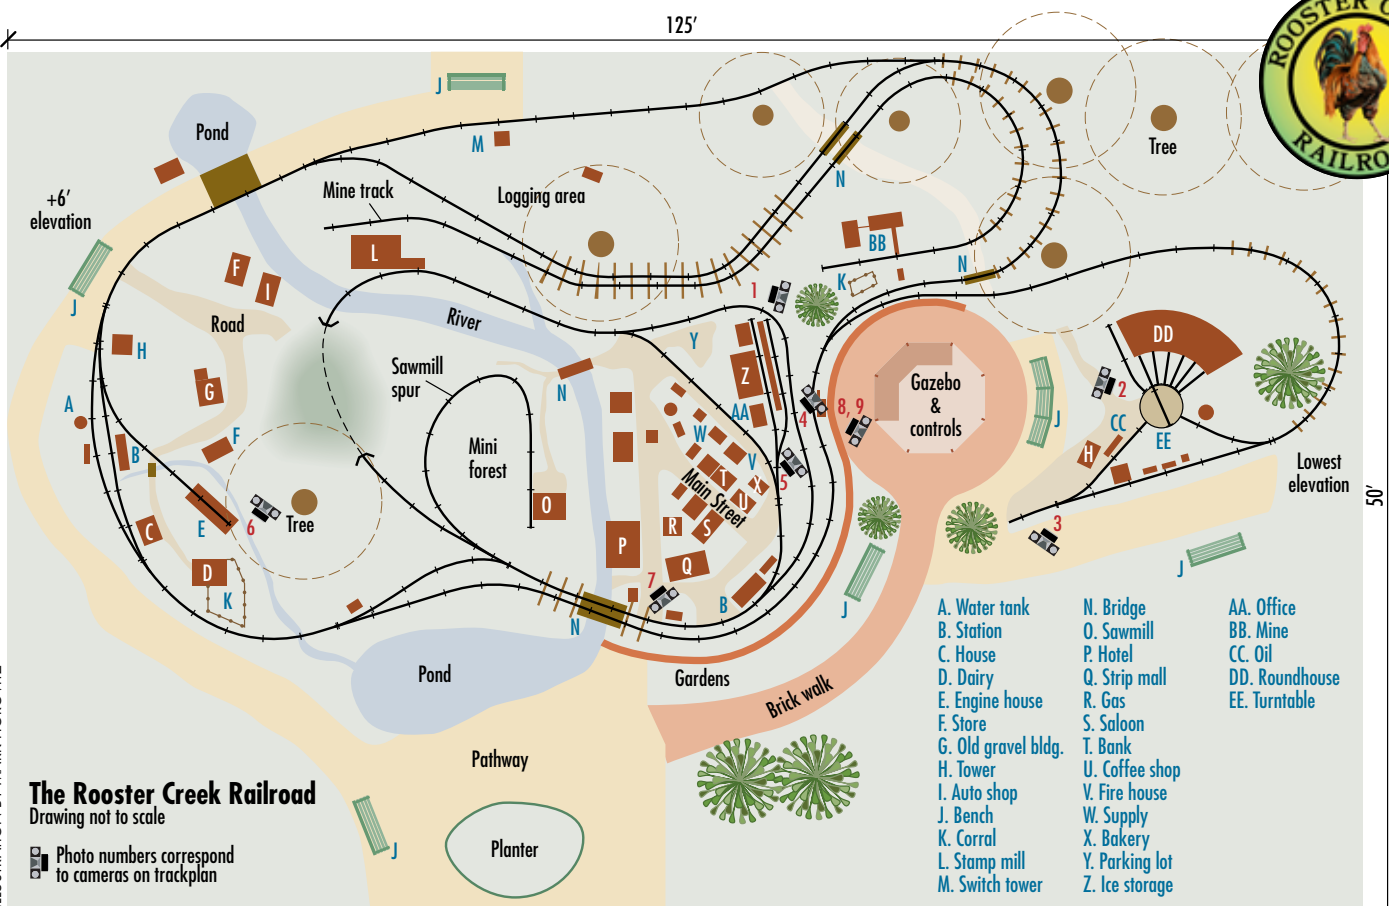 125’
ROOSTER C
RAILRO
J
Pond
M
Tree
Mine track
Logging area
N
+6’
elevation
BB
F
L
I
K
N
J
1
DD
Road
River
Y
H
Z
Gazebo
&
controls
Sawmill
spur
G
N
2
A
AA
8, 9
4
J
CC
W
EE
F
Mini
forest
B
V
H
Lowest
elevation
T
X
5
Main Street
U
50’
O
6
Tree
E
R
S
C
3
P
Q
D
7
J
K
B
J
N
Pond
Gardens
Brick walk
A. Water tank
B. Station
C. House
D. Dairy
E. Engine house
F. Store
G. Old gravel bldg.
H. Tower
I. Auto shop
J. Bench
K. Corral
L. Stamp mill
M. Switch tower
N. Bridge
O. Sawmill
P. Hotel
Q. Strip mall
R. Gas
S. Saloon
T. Bank
U. Coffee shop
V. Fire house
W. Supply
X. Bakery
Y. Parking lot
Z. Ice storage
AA. Office
BB. Mine
CC. Oil
DD. Roundhouse
EE. Turntable
Pathway
The Rooster Creek Railroad
Drawing not to scale
Photo numbers correspond
to cameras on trackplan
J
Planter